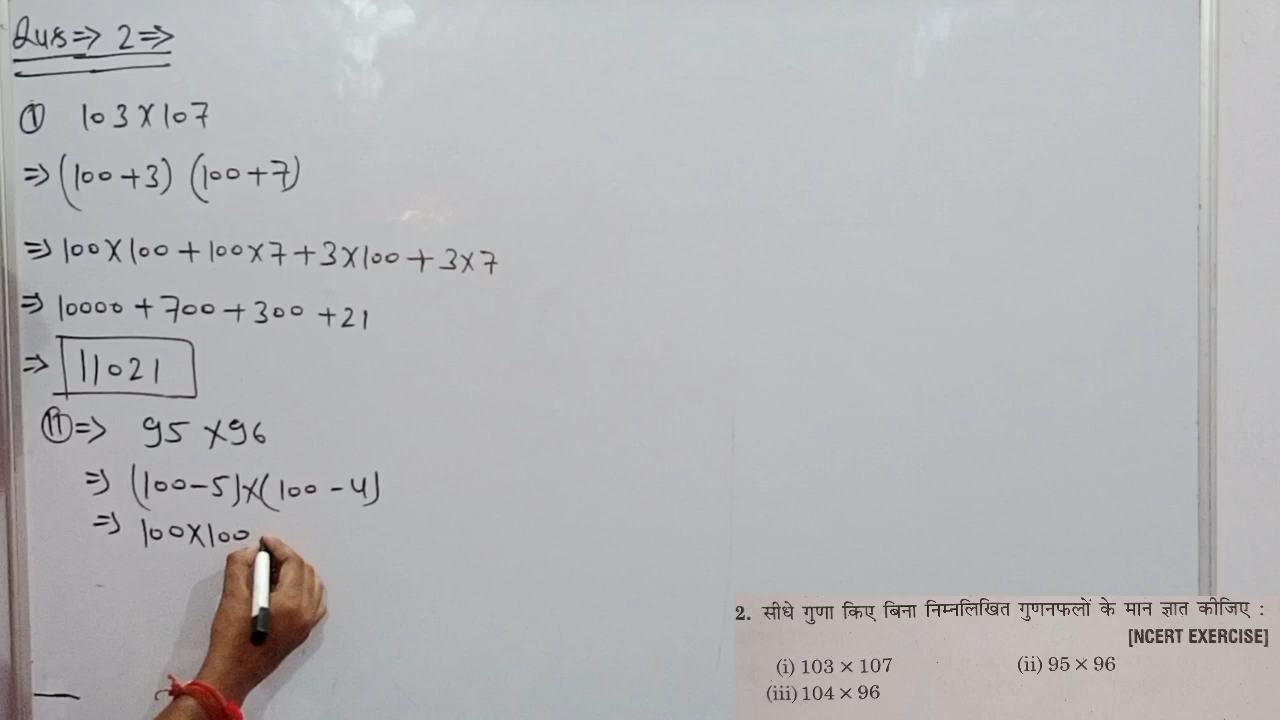 Ques⇒ 2⇒
① 103×107
⇒ (100+3) (100+7)
⇒ 100×100+100×7+3×100+3×7
⇒ 10000+700+300+21
⇒ 11021
⑪⇒ 95×96
⇒ (100-5)×(100-4)
⇒ 100×100
2. सीधे गुणा किए बिना निम्नलिखित गुणनफलों के मान ज्ञात कीजिए :
[NCERT EXERCISE]
(i) 103 × 107 (ii) 95 × 96
(iii) 104 × 96